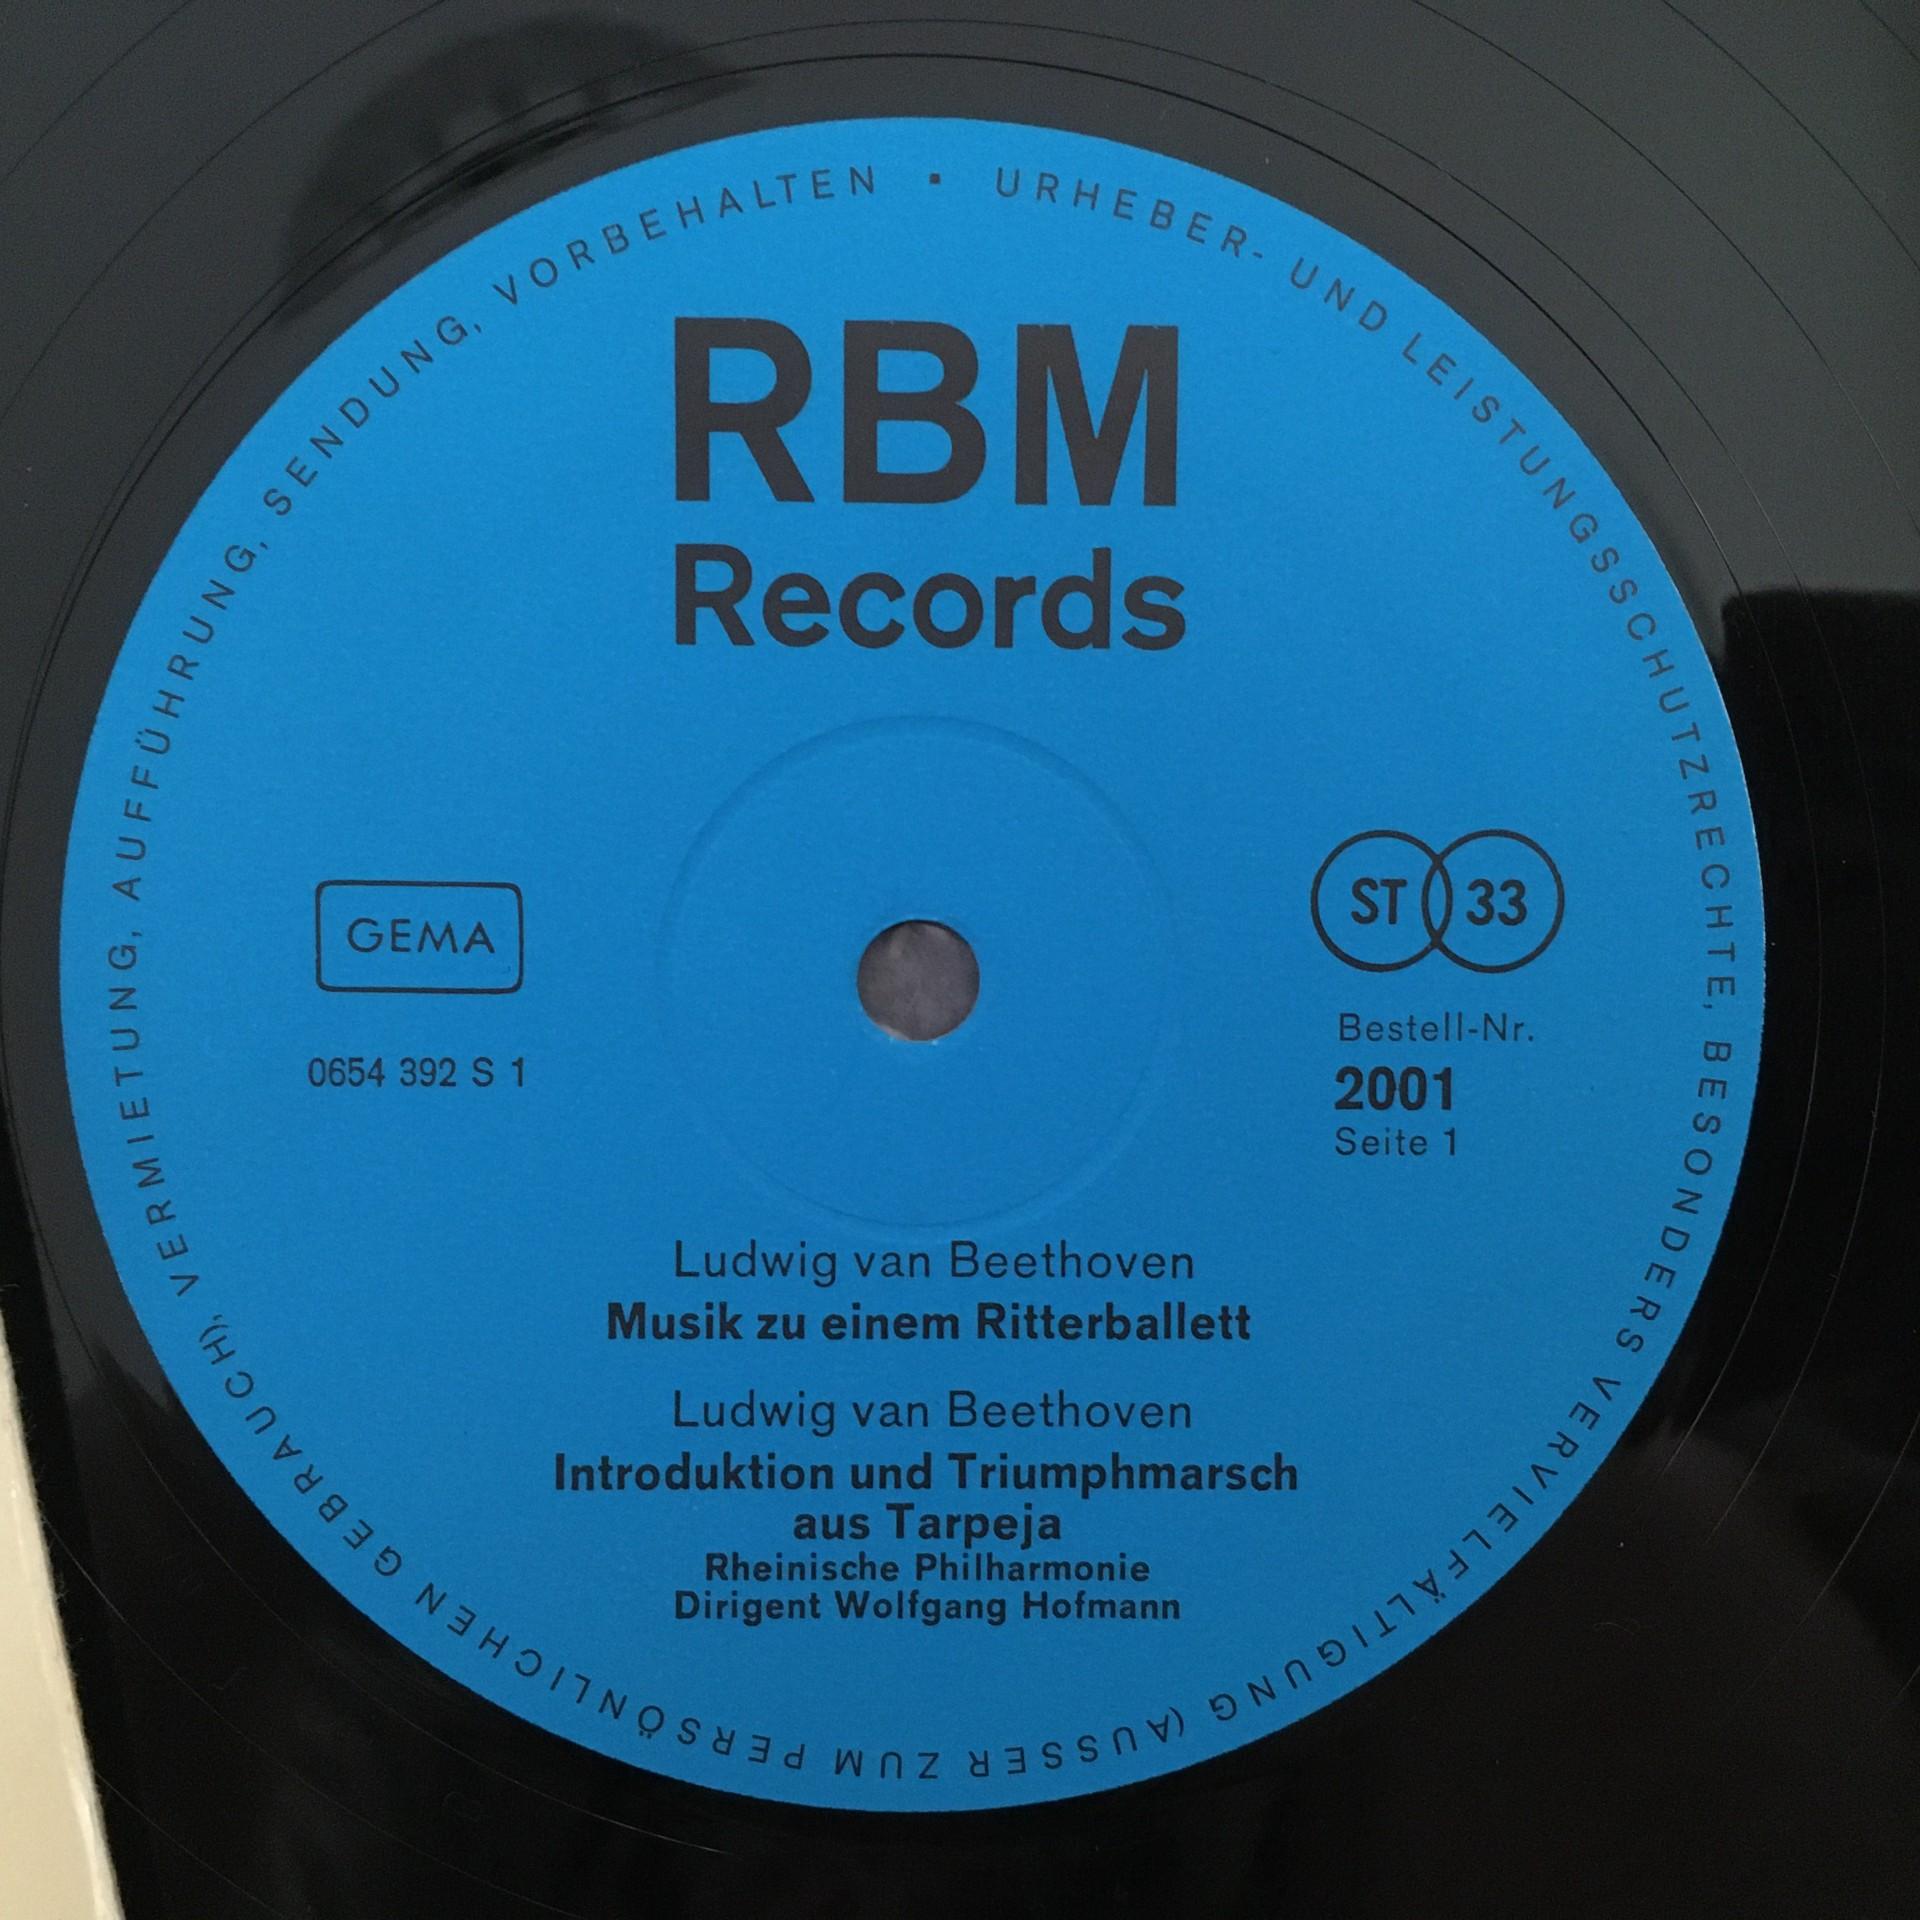 URHEBER- UND LEISTUNGSSCHUTZRECHTE, BESONDERS VERVIELFÄLTIGUNG (AUSSER ZUM PERSÖNLICHEN GEBRAUCH), VERMIETUNG, AUFFÜHRUNG, SENDUNG, VORBEHALTEN ▪
RBM
Records
GEMA
0654 392 S 1
ST 33
Bestell-Nr.
2001
Seite 1
Ludwig van Beethoven
Musik zu einem Ritterballett
Ludwig van Beethoven
Introduktion und Triumphmarsch
aus Tarpeja
Rheinische Philharmonie
Dirigent Wolfgang Hofmann